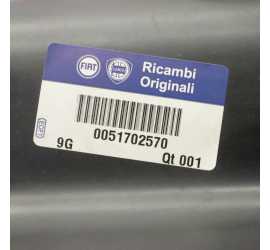 FIAT
Ricambi
Originali
0051702570
9G
Qt 001